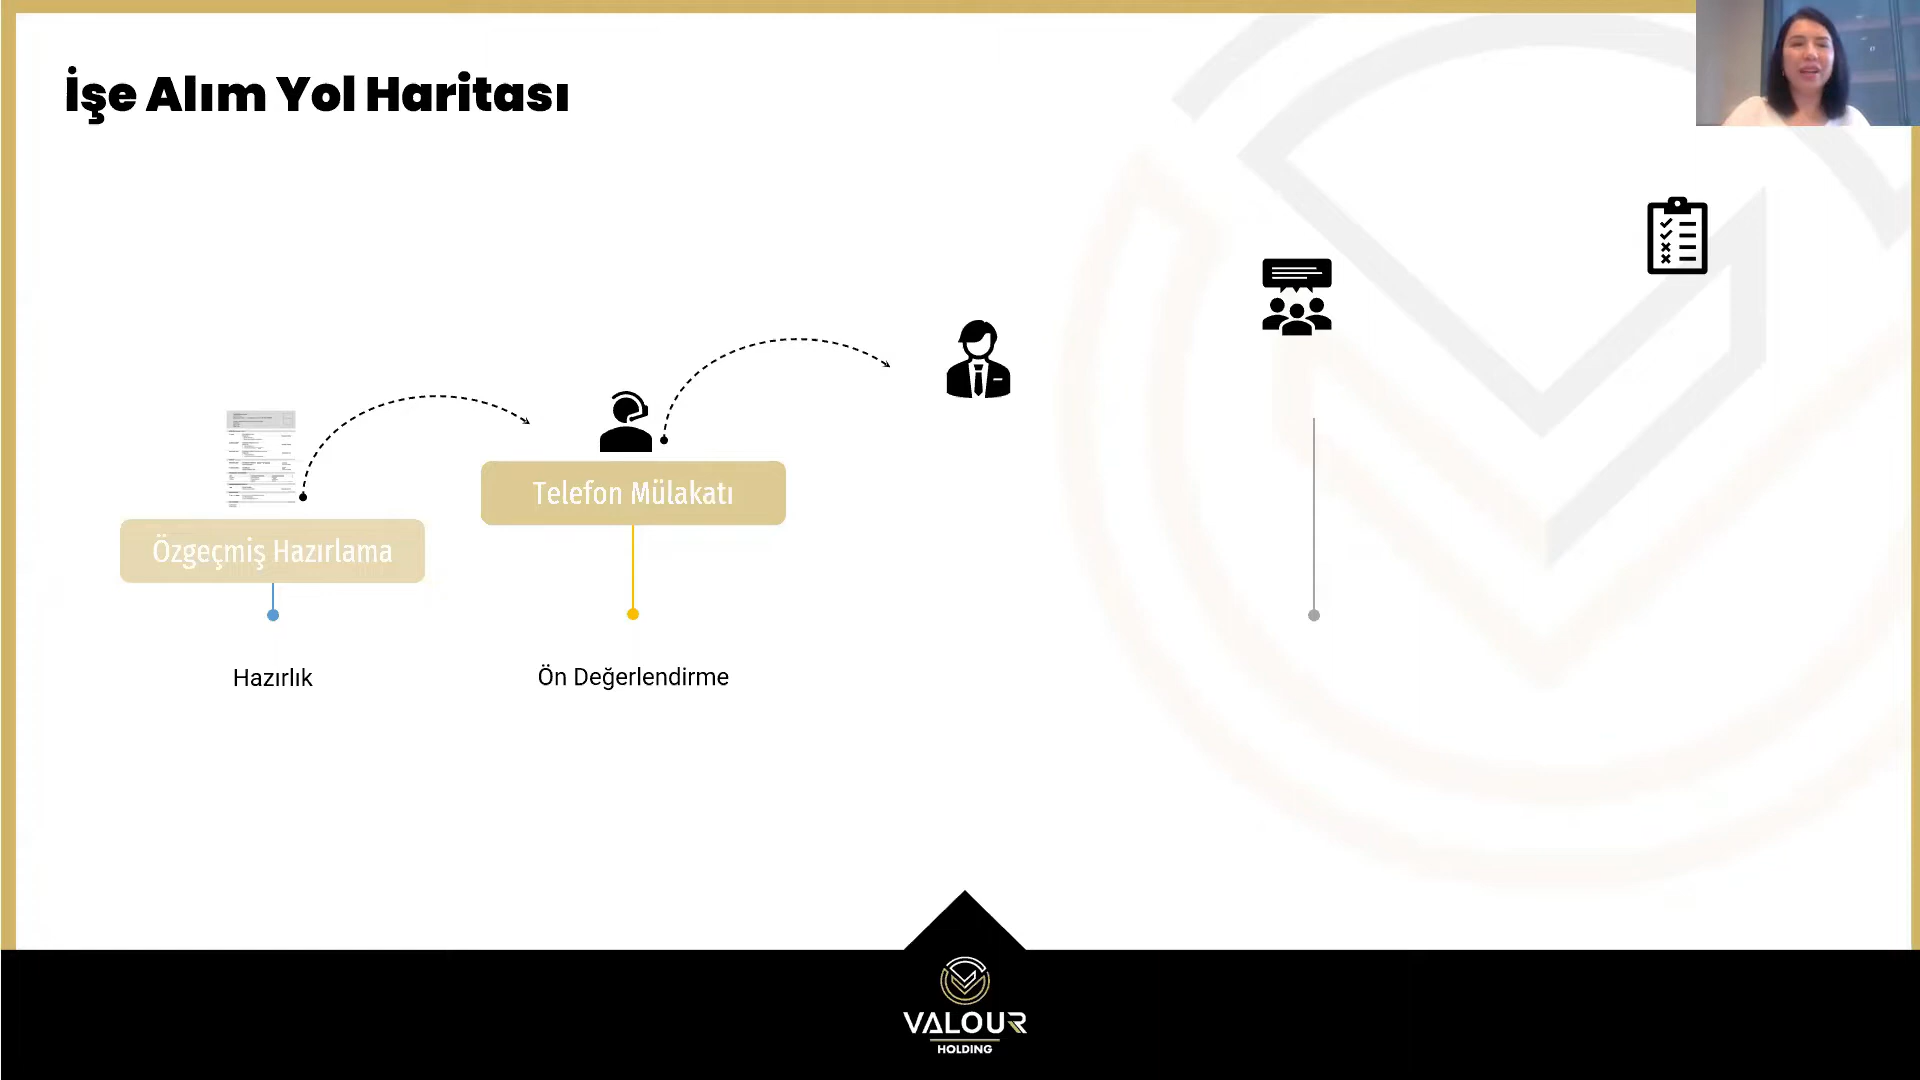 İşe Alım Yol Haritası
Telefon Mülakatı
Özgeçmiş Hazırlama
Hazırlık
Ön Değerlendirme
VALOUR
HOLDING